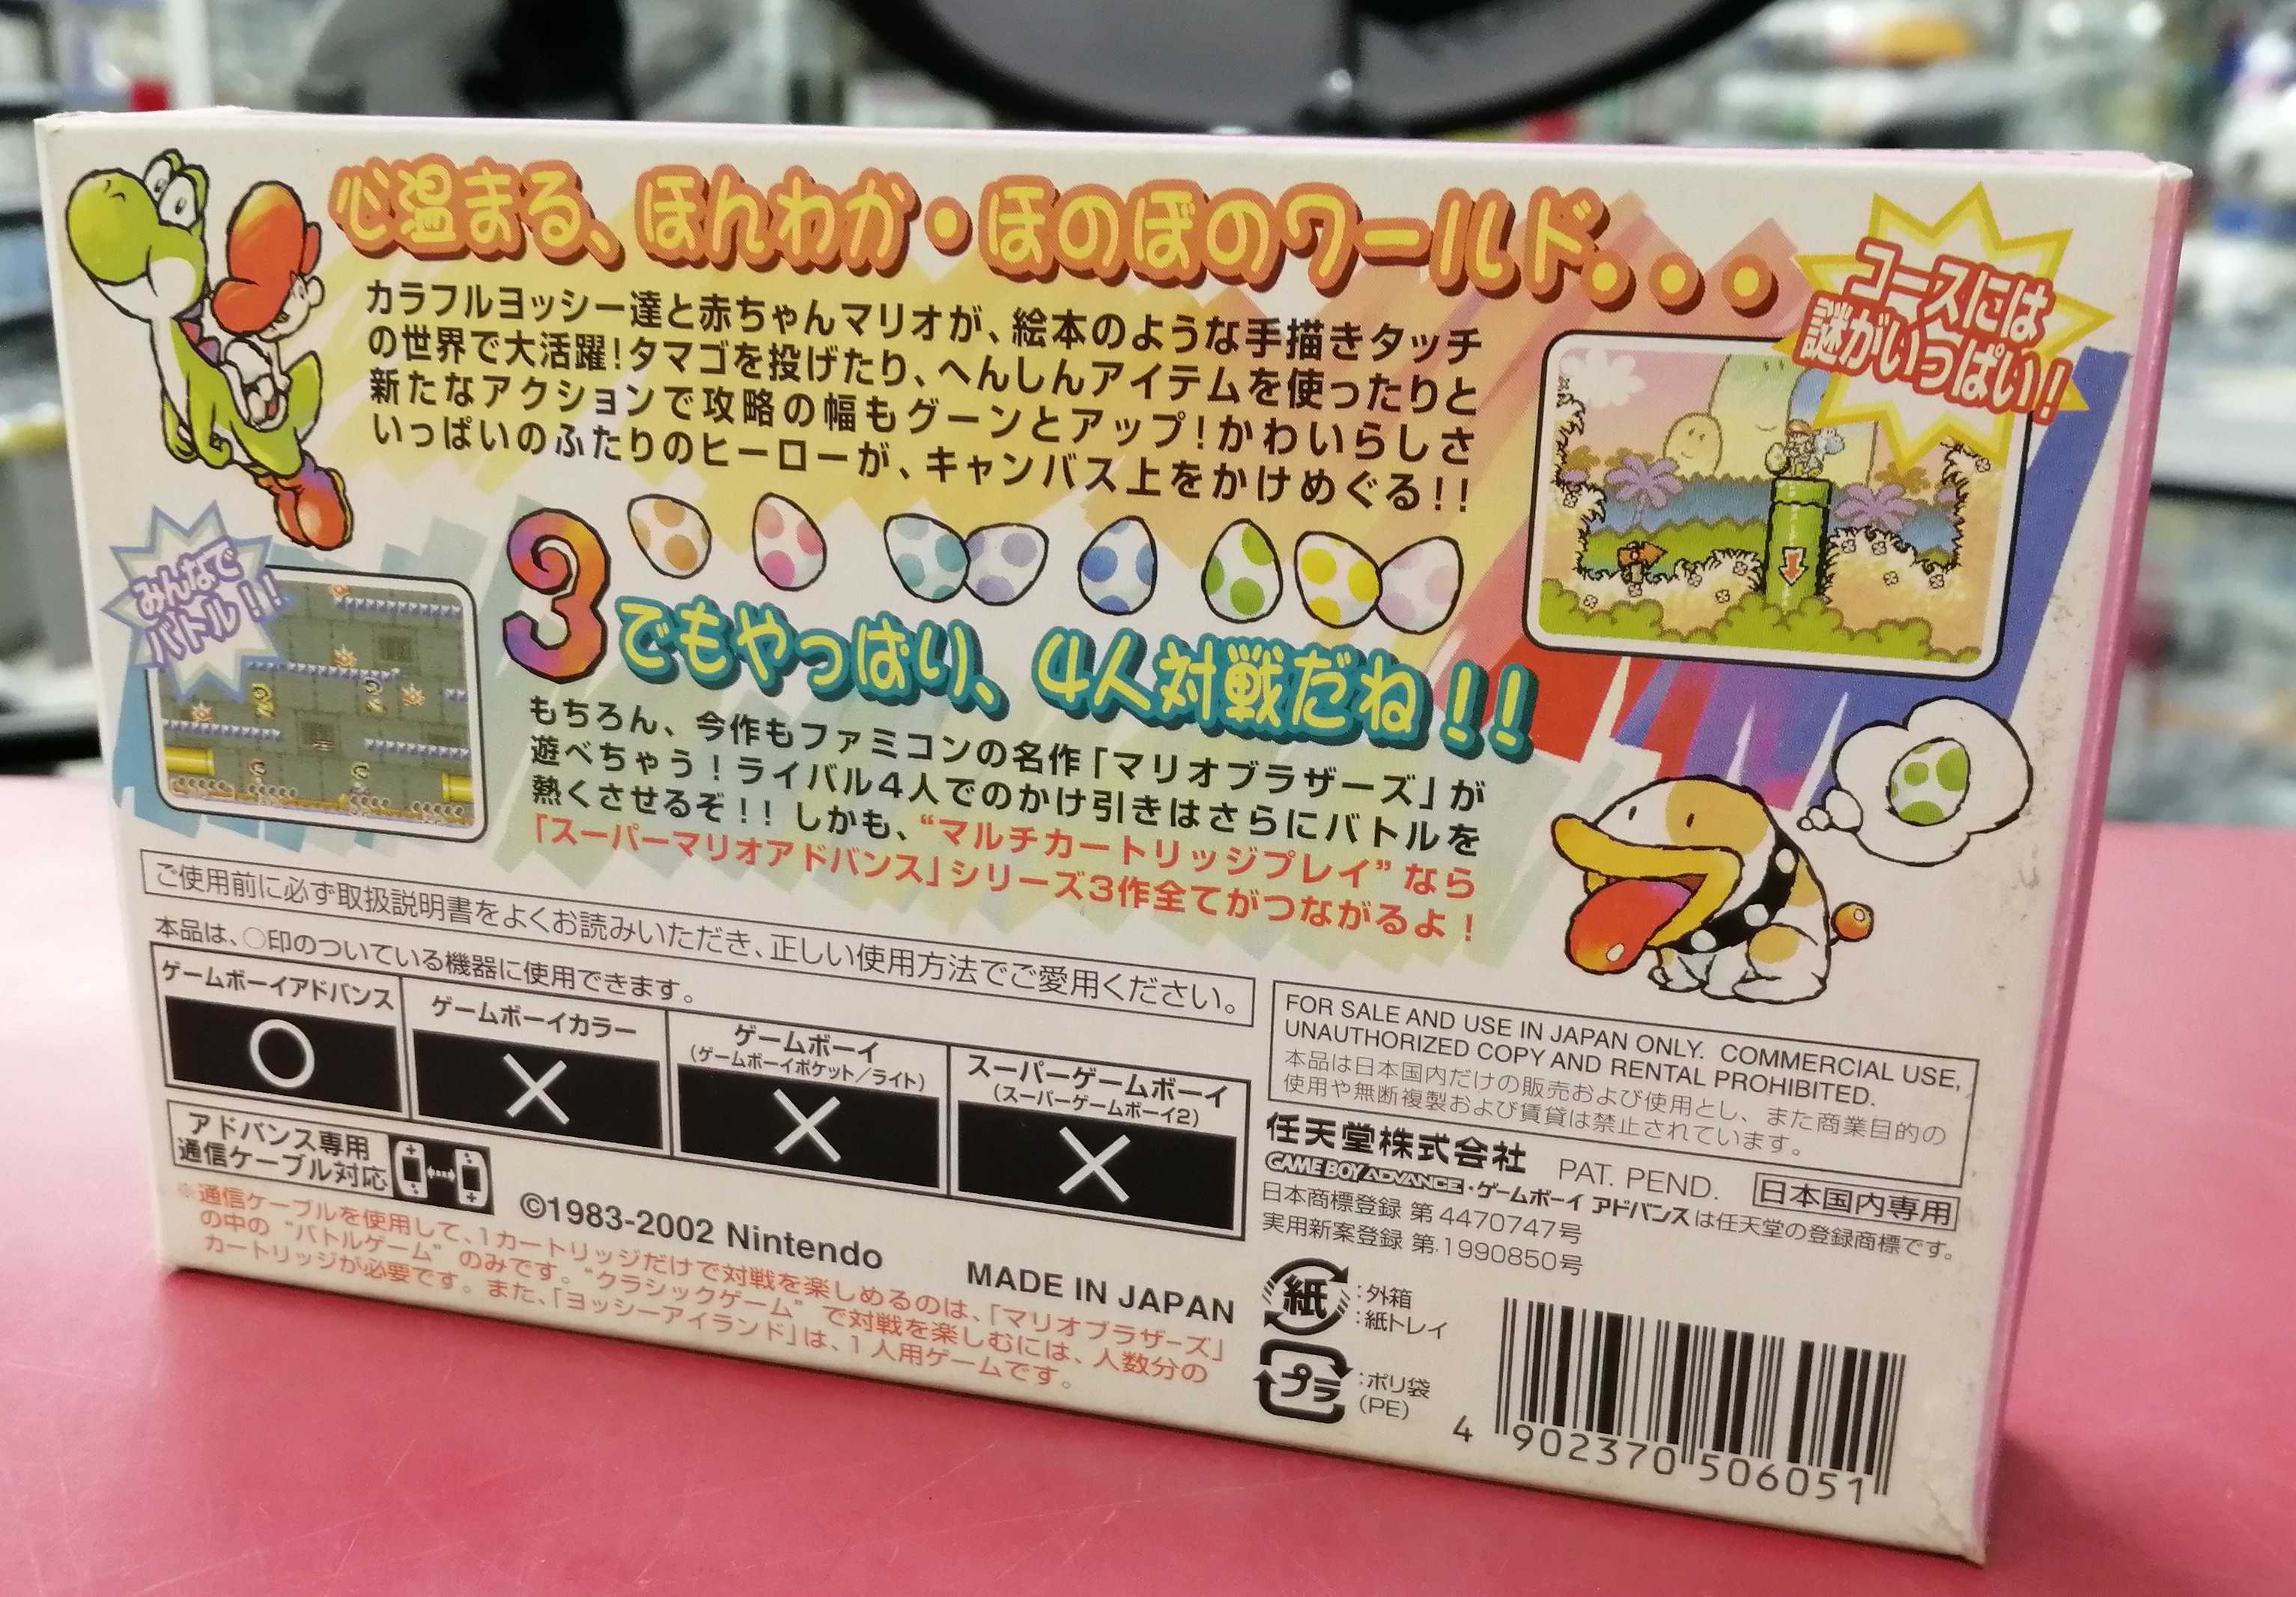 心温まる、ほんわか・ほのぼのワールド・・・
コースには
謎がいっぱい!
カラフルヨッシー達と赤ちゃんマリオが、絵本のような手描きタッチ
の世界で大活躍!タマゴを投げたり、へんしんアイテムを使ったりと
新たなアクションで攻略の幅もグーンとアップ!かわいらしさ
いっぱいのふたりのヒーローが、キャンバス上をかけめぐる!!
みんなで
バトル!!
3でもやっぱり、4人対戦だね!!
もちろん、今作もファミコンの名作「マリオブラザーズ」が
遊べちゃう!ライバル4人でのかけ引きはさらにバトルを
熱くさせるぞ!!しかも、“マルチカートリッジプレイ”なら
「スーパーマリオアドバンス」シリーズ3作全てがつながるよ!
ご使用前に必ず取扱説明書をよくお読みいただき、正しい使用方法でご愛用ください。
本品は、○印のついている機器に使用できます。
ゲームボーイアドバンス
○
ゲームボーイカラー
×
ゲームボーイ
(ゲームボーイポケット/ライト)
×
スーパーゲームボーイ
(スーパーゲームボーイ2)
×
アドバンス専用
通信ケーブル対応
©1983-2002 Nintendo
MADE IN JAPAN
※通信ケーブルを使用して、1カートリッジだけで対戦を楽しめるのは、「マリオブラザーズ」
の中の“バトルゲーム”のみです。“クラシックゲーム”で対戦を楽しむには、人数分の
カートリッジが必要です。また、「ヨッシーアイランド」は、1人用ゲームです。
FOR SALE AND USE IN JAPAN ONLY. COMMERCIAL USE,
UNAUTHORIZED COPY AND RENTAL PROHIBITED.
本品は日本国内だけの販売および使用とし、また商業目的の
使用や無断複製および賃貸は禁止されています。
任天堂株式会社 PAT. PEND. 日本国内専用
GAME BOY ADVANCE・ゲームボーイ アドバンスは任天堂の登録商標です。
日本商標登録 第4470747号
実用新案登録 第1990850号
紙 :外箱
:紙トレイ
プラ :ポリ袋
(PE)
4 902370 506051